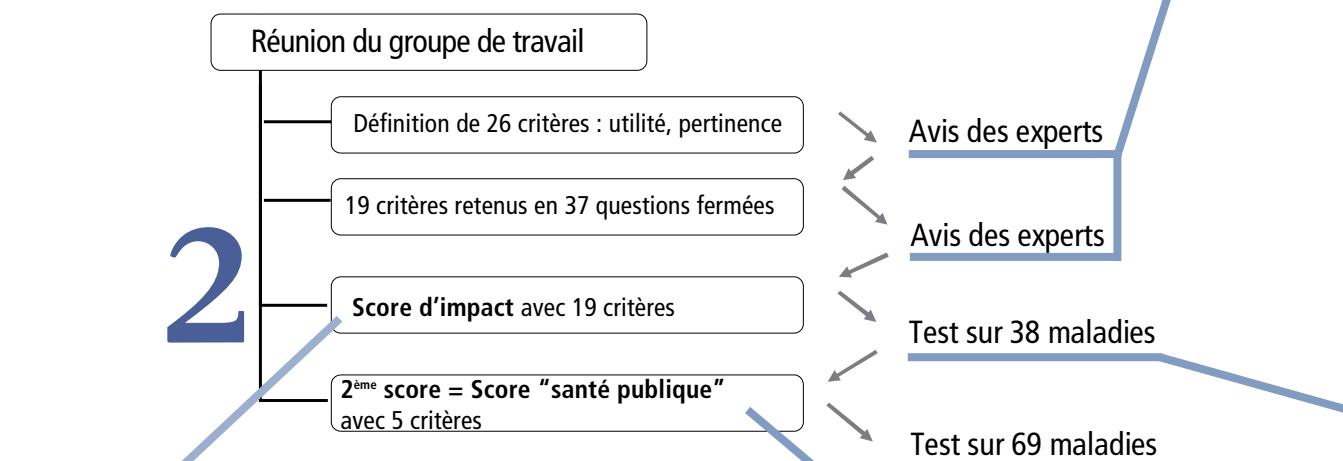 Réunion du groupe de travail
Définition de 26 critères : utilité, pertinence
Avis des experts
19 critères retenus en 37 questions fermées
Avis des experts
2
Score d’impact avec 19 critères
Test sur 38 maladies
2ème score = Score “santé publique”
avec 5 critères
Test sur 69 maladies